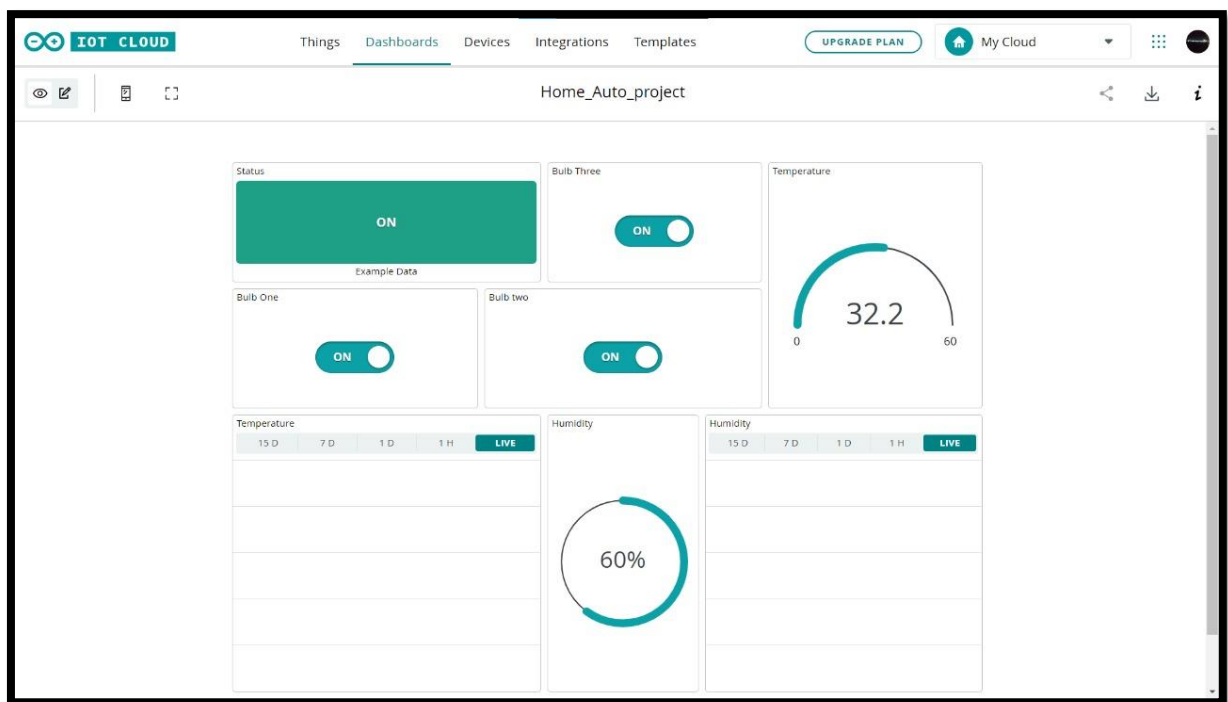 IOT CLOUD
Things Dashboards Devices Integrations Templates
UPGRADE PLAN
My Cloud
Home_Auto_project
i
Status
ON
Example Data
Bulb Three
ON
Temperature
32.2
0 60
Bulb One
ON
Bulb two
ON
Temperature
15 D 7 D 1 D 1 H LIVE
Humidity
60%
Humidity
15 D 7 D 1 D 1 H LIVE